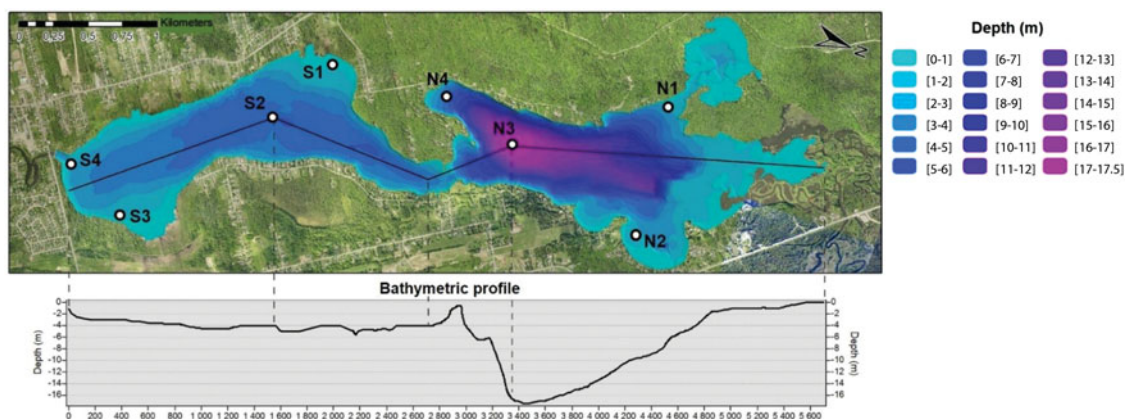 Kilometers
0 0,25 0,5 0,75 1
N
S1
N4
N1
S2
N3
S4
S3
N2
Depth (m)
[0-1] [6-7] [12-13]
[1-2] [7-8] [13-14]
[2-3] [8-9] [14-15]
[3-4] [9-10] [15-16]
[4-5] [10-11] [16-17]
[5-6] [11-12] [17-17.5]
Bathymetric profile
Depth (m)
0
-2
-4
-6
-8
-10
-12
-14
-16
0
-2
-4
-6
-8
-10
-12
-14
-16
Depth (m)
0 200 400 600 800 1 000 1 200 1 400 1 600 1 800 2 000 2 200 2 400 2 600 2 800 3 000 3 200 3 400 3 600 3 800 4 000 4 200 4 400 4 600 4 800 5 000 5 200 5 400 5 600